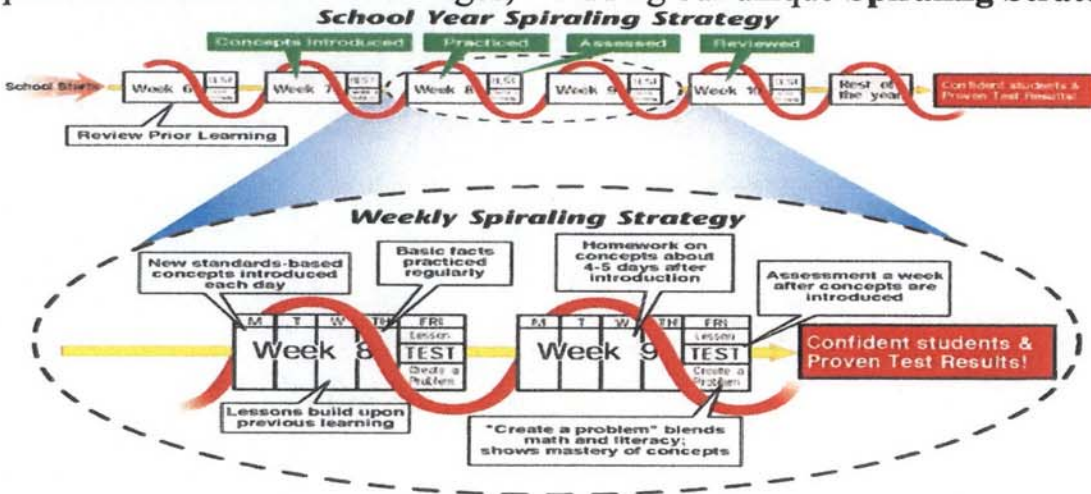 School Year Spiraling Strategy
Concepts Introduced
Practiced
Assessed
Reviewed
School Starts
Week 6
TEST
Week 7
TEST
Week 8
TEST
Week 9
TEST
Week 10
TEST
Rest of
the year
Confident students &
Proven Test Results!
Review Prior Learning
Weekly Spiraling Strategy
New standards-based
concepts introduced
each day
Basic facts
practiced
regularly
Homework on
concepts about
4-5 days after
introduction
Assessment a week
after concepts are
introduced
M T W TH FRI
Lesson
Week 8
TEST
Create a
Problem
M T W TH FRI
Lesson
Week 9
TEST
Create a
Problem
Confident students &
Proven Test Results!
Lessons build upon
previous learning
"Create a problem" blends
math and literacy;
shows mastery of concepts